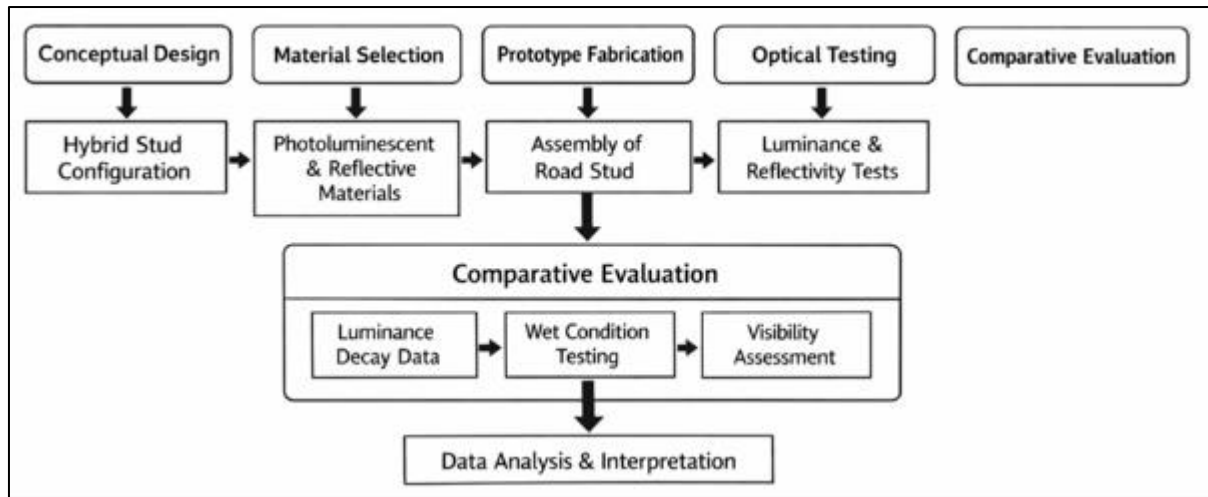 Conceptual Design
Material Selection
Prototype Fabrication
Optical Testing
Comparative Evaluation
Hybrid Stud
Configuration
Photoluminescent
& Reflective
Materials
Assembly of
Road Stud
Luminance &
Reflectivity Tests
Comparative Evaluation
Luminance
Decay Data
Wet Condition
Testing
Visibility
Assessment
Data Analysis & Interpretation